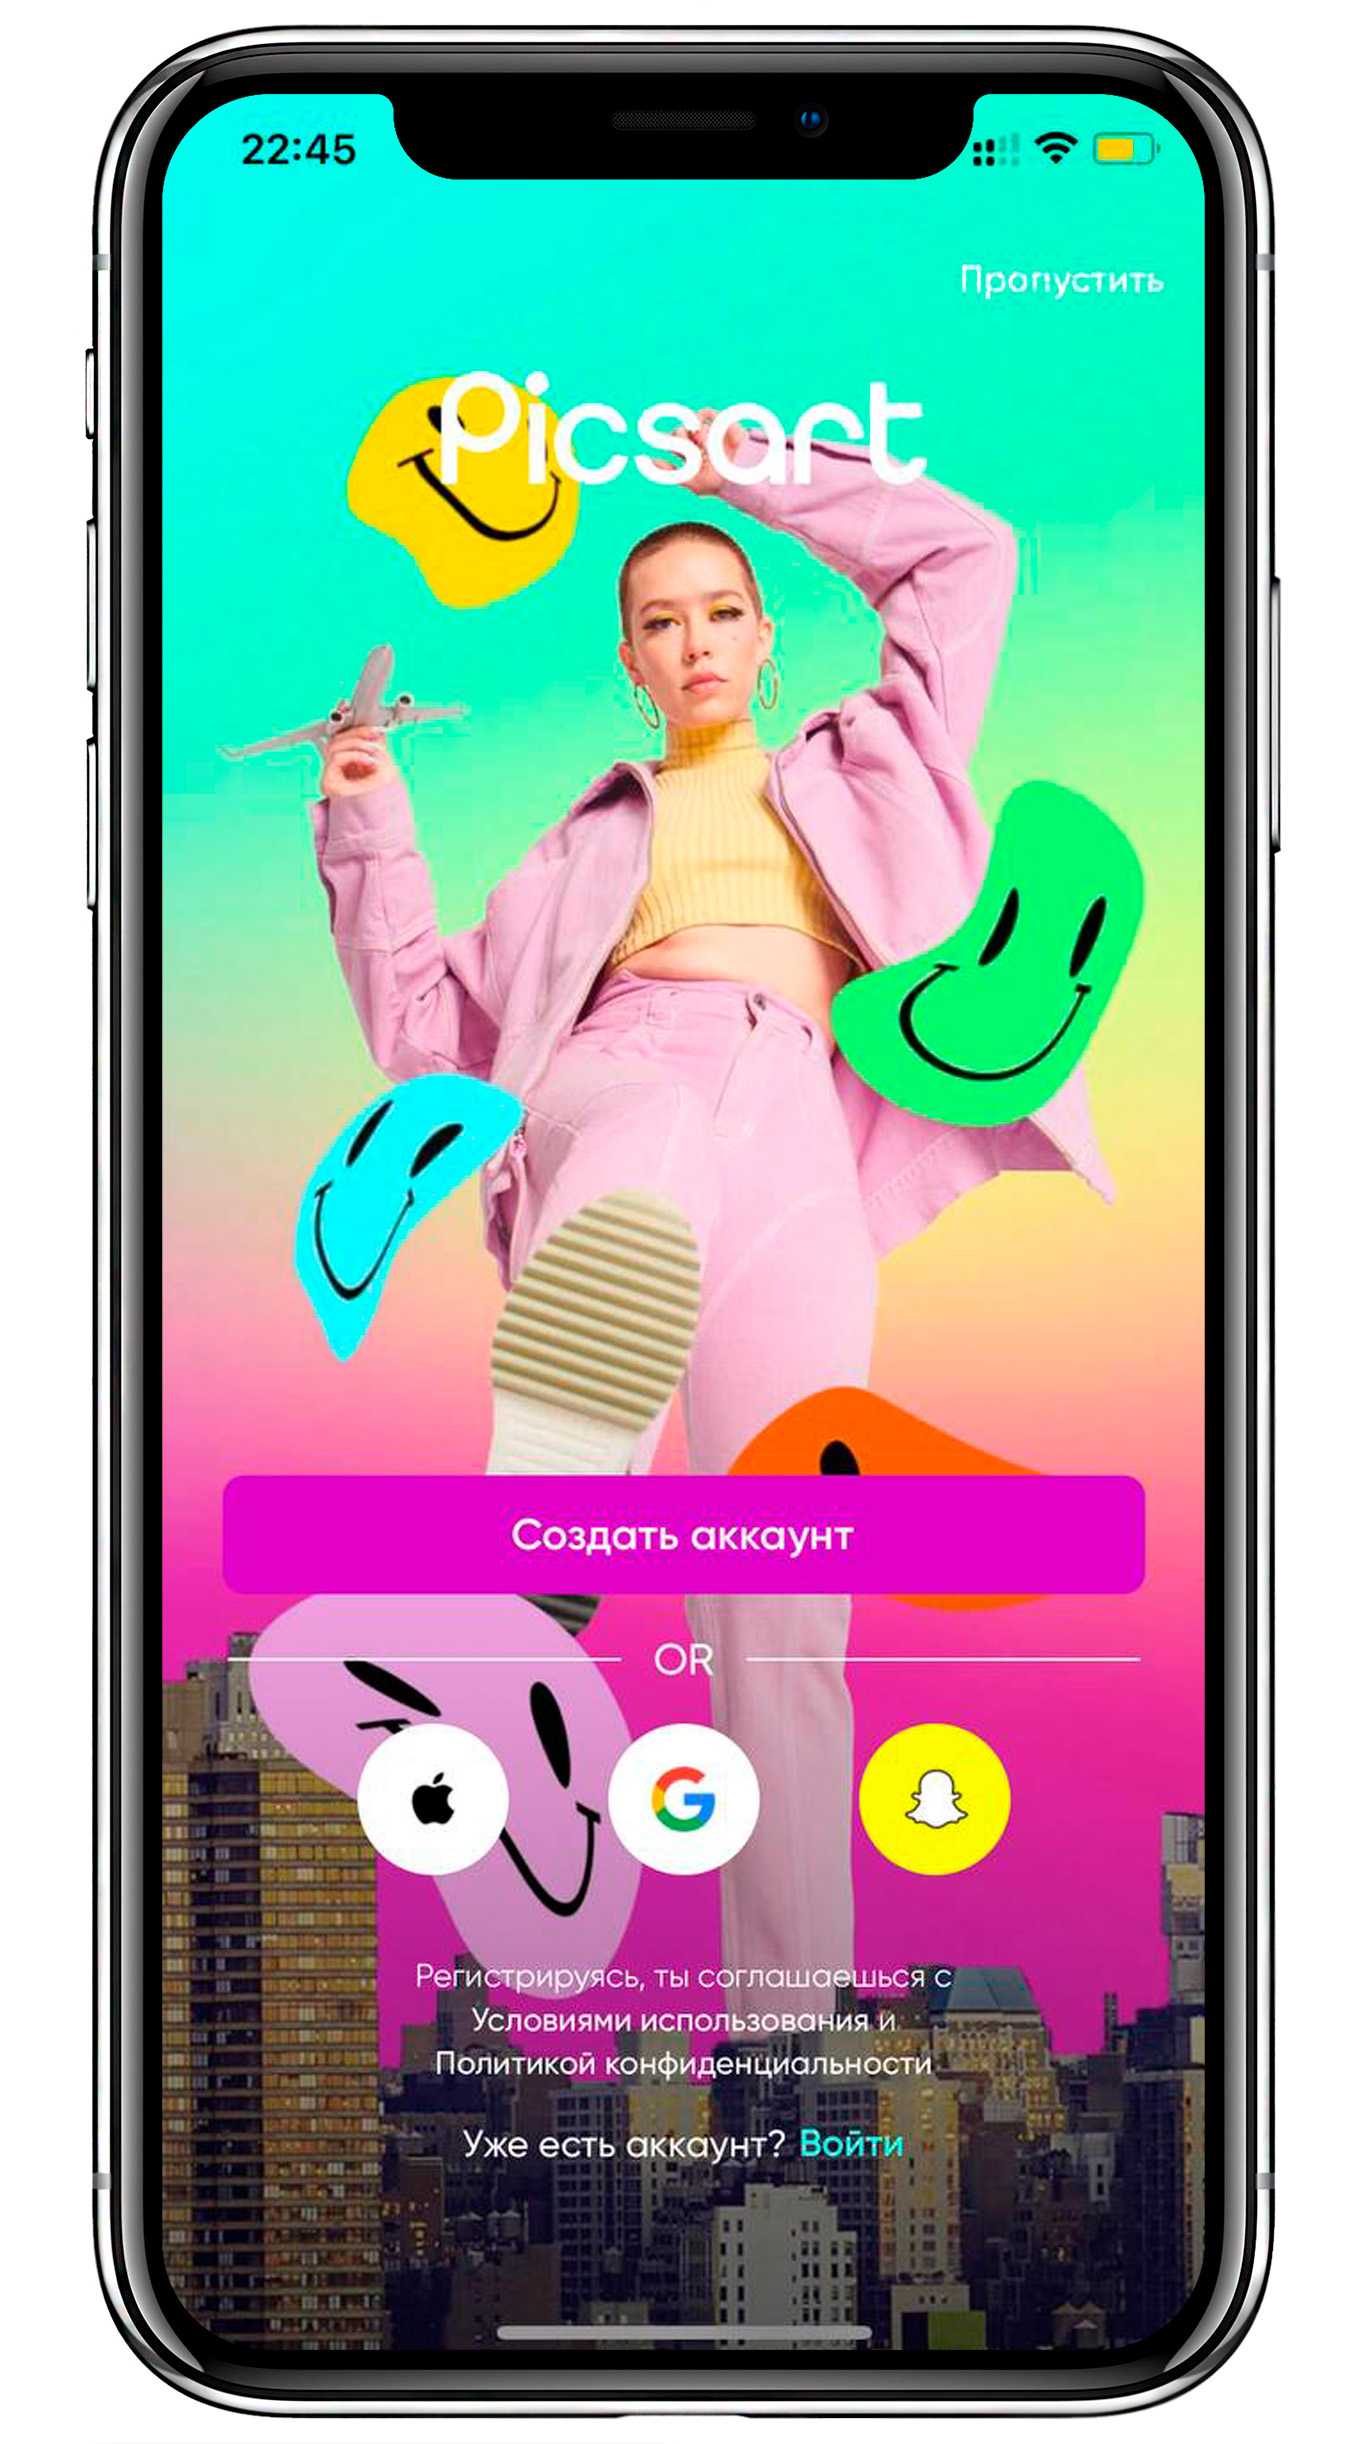 22:45
Пропустить
Picsart
Создать аккаунт
OR
Регистрируясь, ты соглашаешься с
Условиями использования и
Политикой конфиденциальности
Уже есть аккаунт? Войти